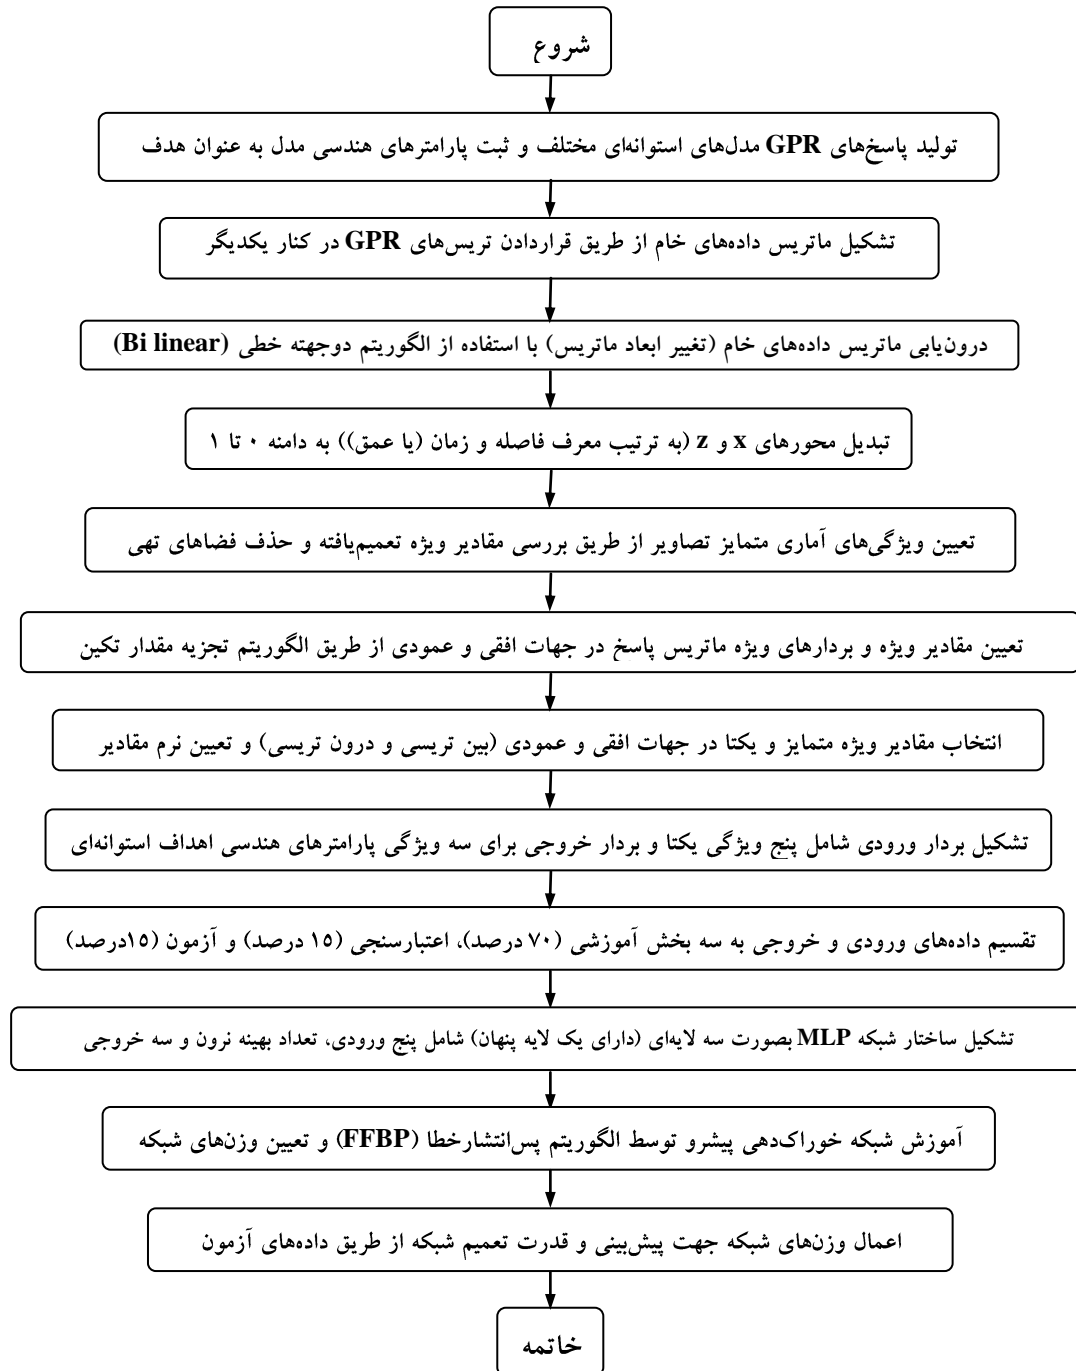 شروع
تولید پاسخ‌های GPR مدل‌های استوانه‌ای مختلف و ثبت پارامترهای هندسی مدل به عنوان هدف
تشکیل ماتریس داده‌های خام از طریق قراردادن تریس‌های GPR در کنار یکدیگر
درون‌یابی ماتریس داده‌های خام (تغییر ابعاد ماتریس) با استفاده از الگوریتم دوجهته خطی (Bi linear)
تبدیل محورهای x و z (به ترتیب معرف فاصله و زمان (یا عمق)) به دامنه ۰ تا ۱
تعیین ویژگی‌های آماری متمایز تصاویر از طریق بررسی مقادیر ویژه تعمیم‌یافته و حذف فضاهای تهی
تعیین مقادیر ویژه و بردارهای ویژه ماتریس پاسخ در جهات افقی و عمودی از طریق الگوریتم تجزیه مقدار تکین
انتخاب مقادیر ویژه متمایز و یکتا در جهات افقی و عمودی (بین تریسی و درون تریسی) و تعیین نرم مقادیر
تشکیل بردار ورودی شامل پنج ویژگی یکتا و بردار خروجی برای سه ویژگی پارامترهای هندسی اهداف استوانه‌ای
تقسیم داده‌های ورودی و خروجی به سه بخش آموزشی (۷۰ درصد)، اعتبارسنجی (۱۵ درصد) و آزمون (۱۵درصد)
تشکیل ساختار شبکه MLP بصورت سه لایه‌ای (دارای یک لایه پنهان) شامل پنج ورودی، تعداد بهینه نرون و سه خروجی
آموزش شبکه خوراک‌دهی پیشرو توسط الگوریتم پس‌انتشارخطا (FFBP) و تعیین وزن‌های شبکه
اعمال وزن‌های شبکه جهت پیش‌بینی و قدرت تعمیم شبکه از طریق داده‌های آزمون
خاتمه